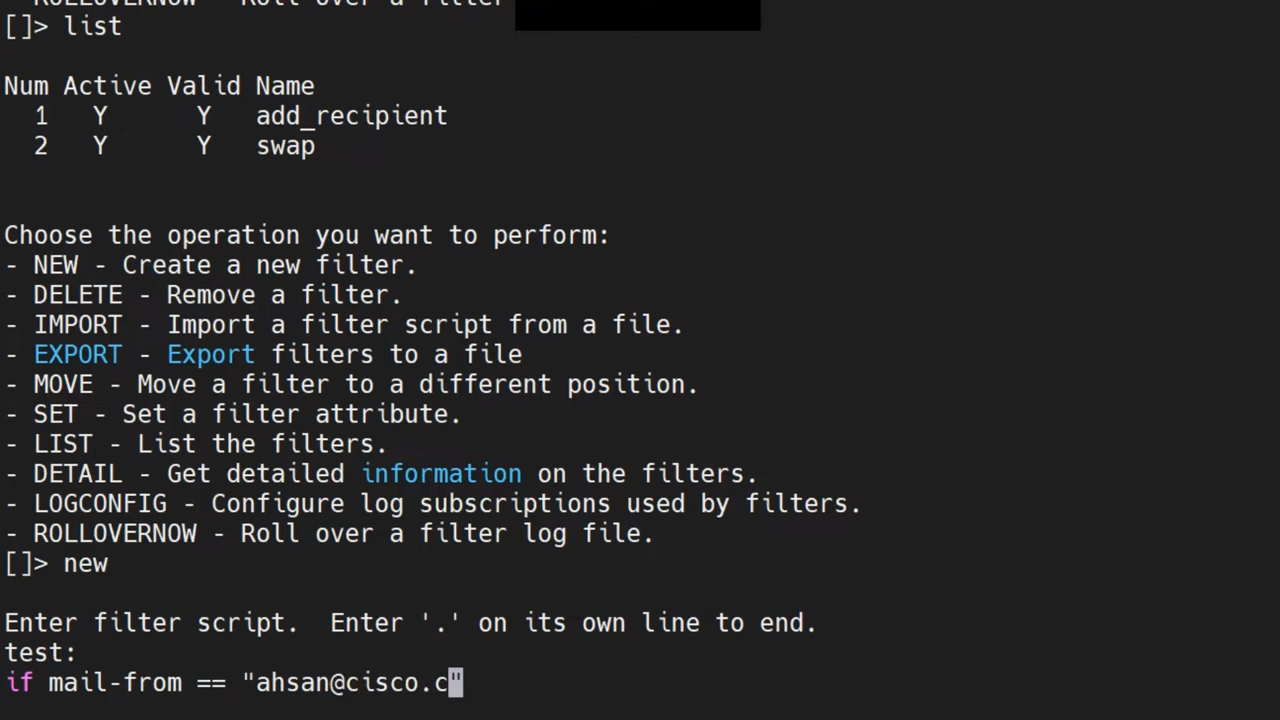 - ROLLOVERNOW - Roll over a filter
[]> list
Num Active Valid Name
1 Y Y add_recipient
2 Y Y swap
Choose the operation you want to perform:
- NEW - Create a new filter.
- DELETE - Remove a filter.
- IMPORT - Import a filter script from a file.
- EXPORT - Export filters to a file
- MOVE - Move a filter to a different position.
- SET - Set a filter attribute.
- LIST - List the filters.
- DETAIL - Get detailed information on the filters.
- LOGCONFIG - Configure log subscriptions used by filters.
- ROLLOVERNOW - Roll over a filter log file.
[]> new
Enter filter script.  Enter '.' on its own line to end.
test:
if mail-from == "ahsan@cisco.c"